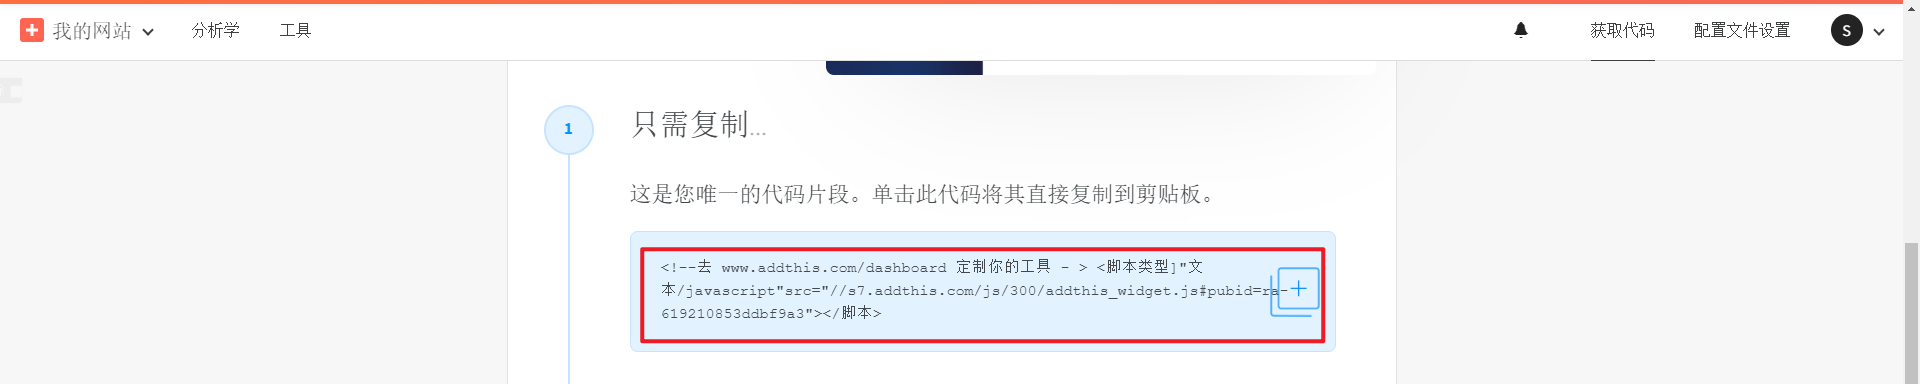 我的网站 分析学 工具 获取代码 配置文件设置 S
1 只需复制...
这是您唯一的代码片段。单击此代码将其直接复制到剪贴板。
<!--去 www.addthis.com/dashboard 定制你的工具 - > <脚本类型]"文
本/javascript"src="//s7.addthis.com/js/300/addthis_widget.js#pubid=ra-
619210853ddbf9a3"></脚本>